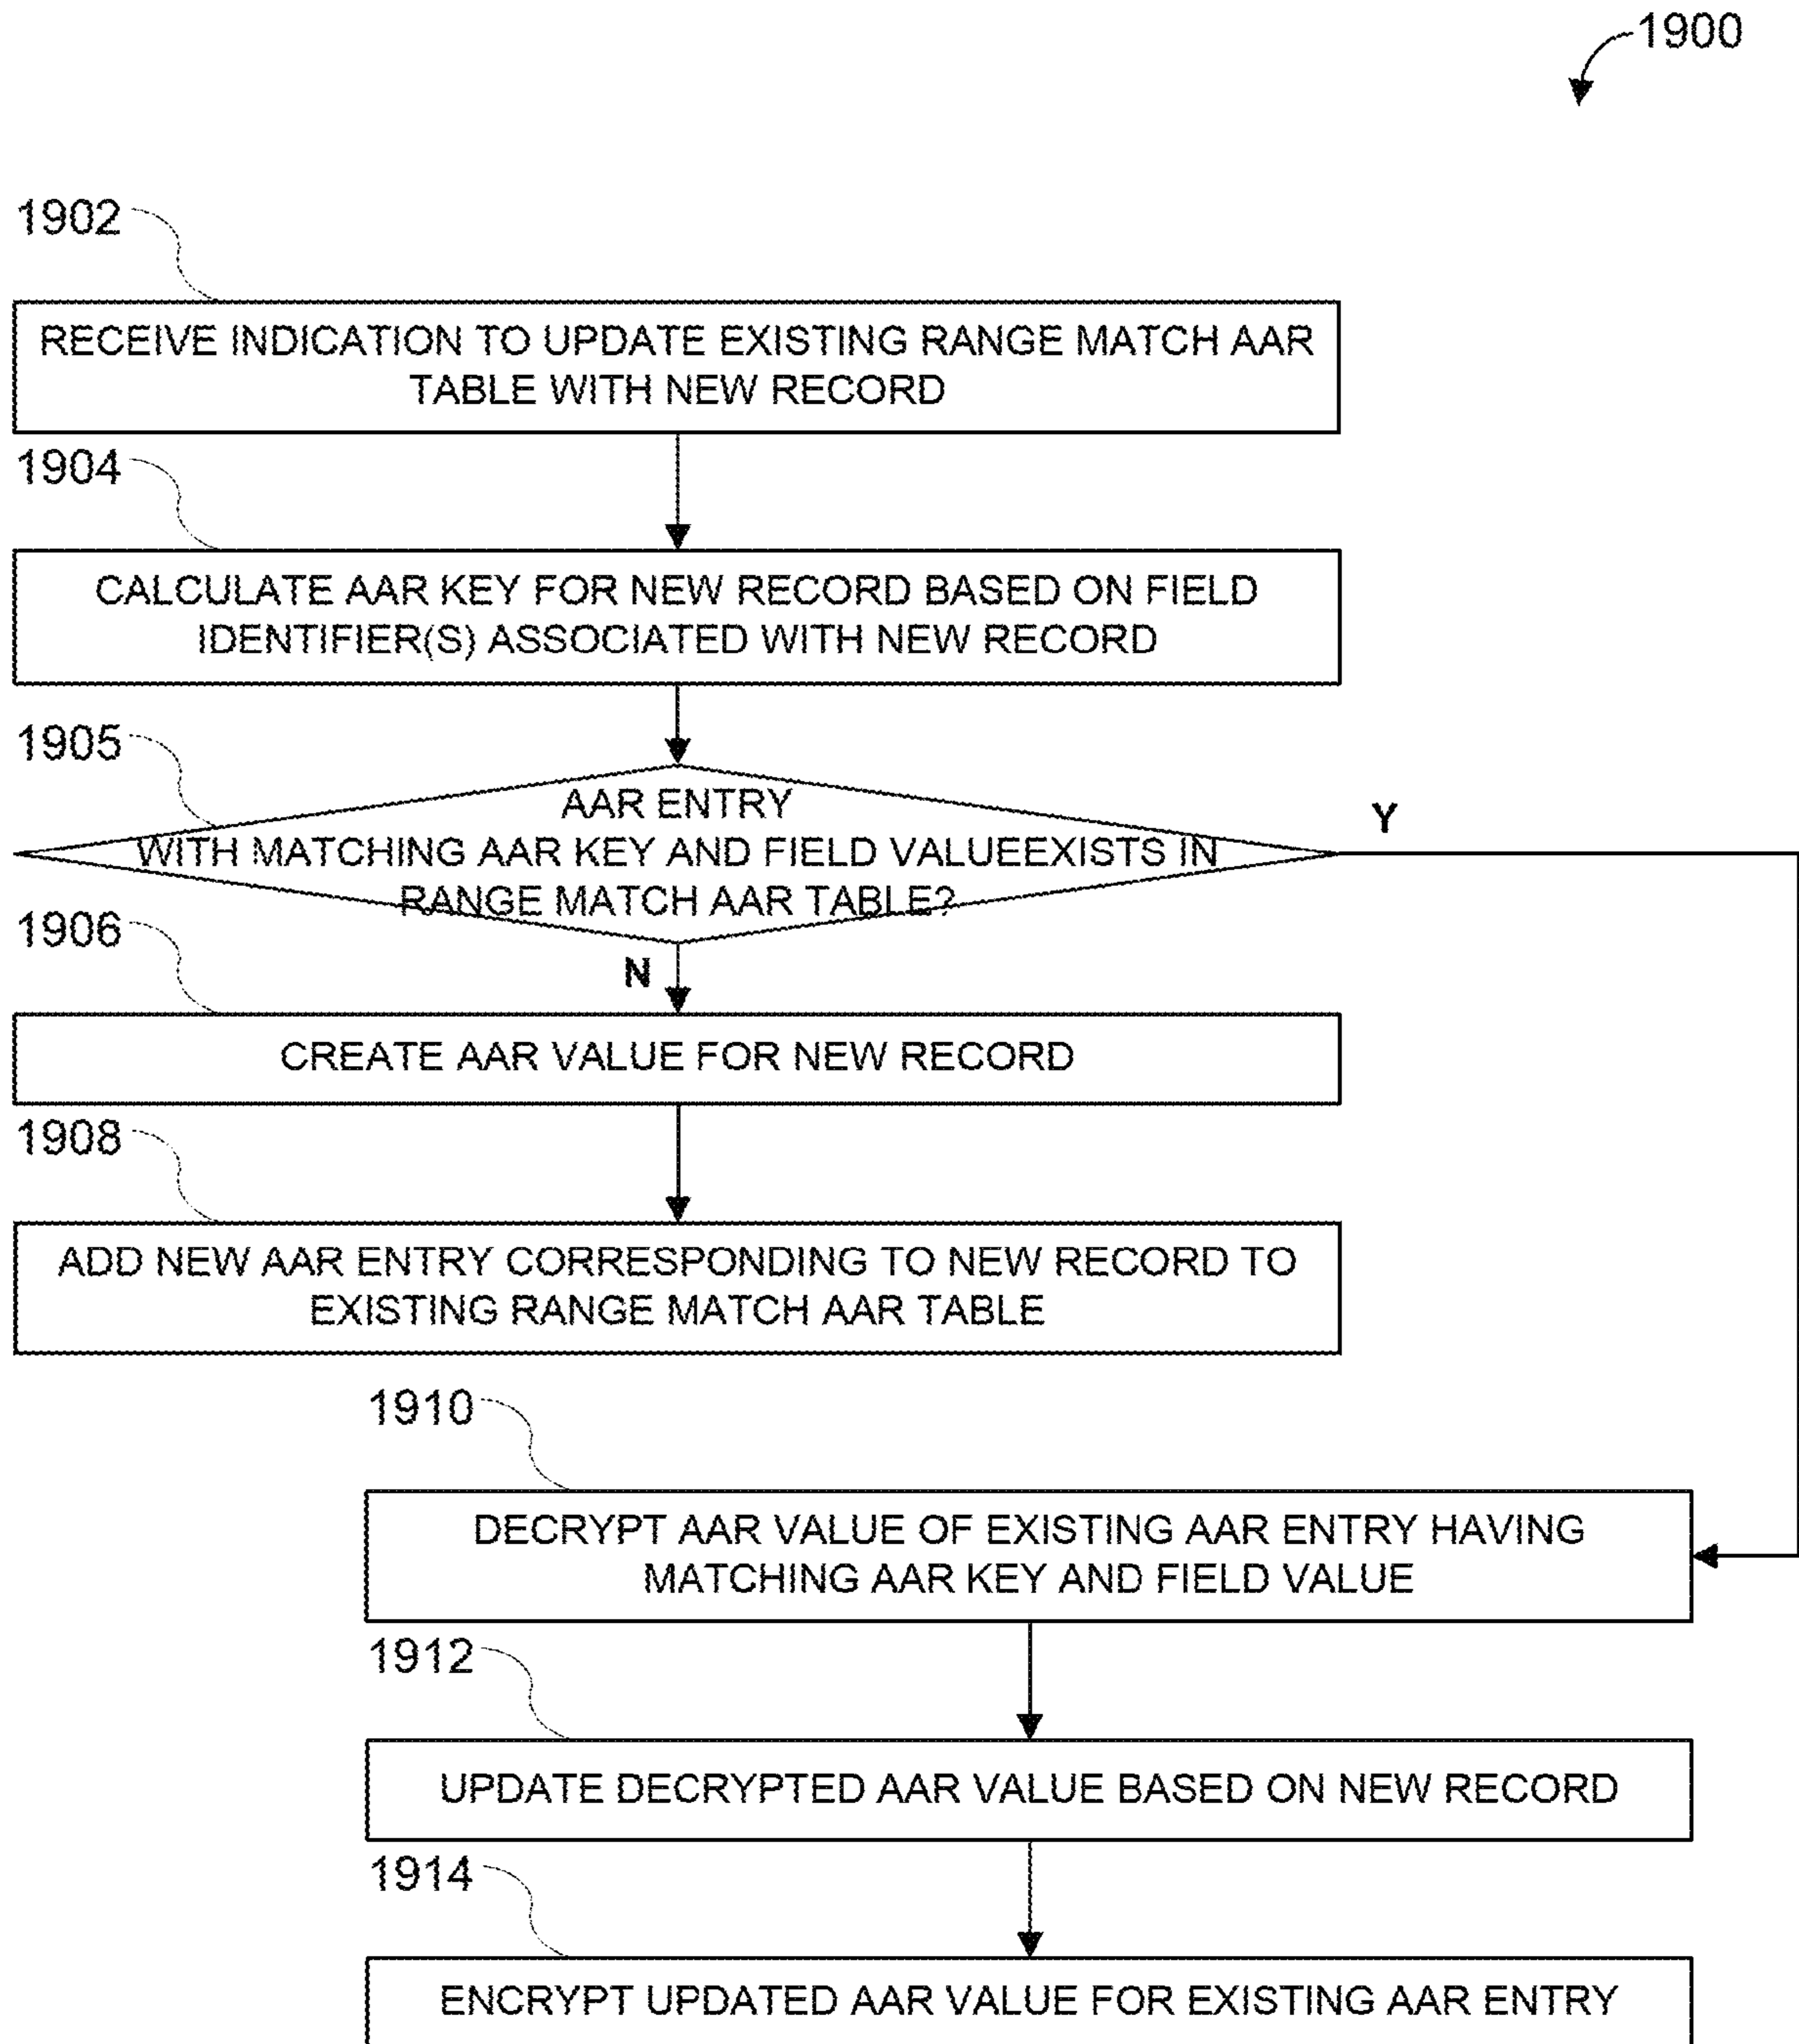 1900
1902
RECEIVE INDICATION TO UPDATE EXISTING RANGE MATCH AAR
TABLE WITH NEW RECORD
1904
CALCULATE AAR KEY FOR NEW RECORD BASED ON FIELD
IDENTIFIER(S) ASSOCIATED WITH NEW RECORD
1905
AAR ENTRY
WITH MATCHING AAR KEY AND FIELD VALUEEXISTS IN
RANGE MATCH AAR TABLE?
Y
N
1906
CREATE AAR VALUE FOR NEW RECORD
1908
ADD NEW AAR ENTRY CORRESPONDING TO NEW RECORD TO
EXISTING RANGE MATCH AAR TABLE
1910
DECRYPT AAR VALUE OF EXISTING AAR ENTRY HAVING
MATCHING AAR KEY AND FIELD VALUE
1912
UPDATE DECRYPTED AAR VALUE BASED ON NEW RECORD
1914
ENCRYPT UPDATED AAR VALUE FOR EXISTING AAR ENTRY